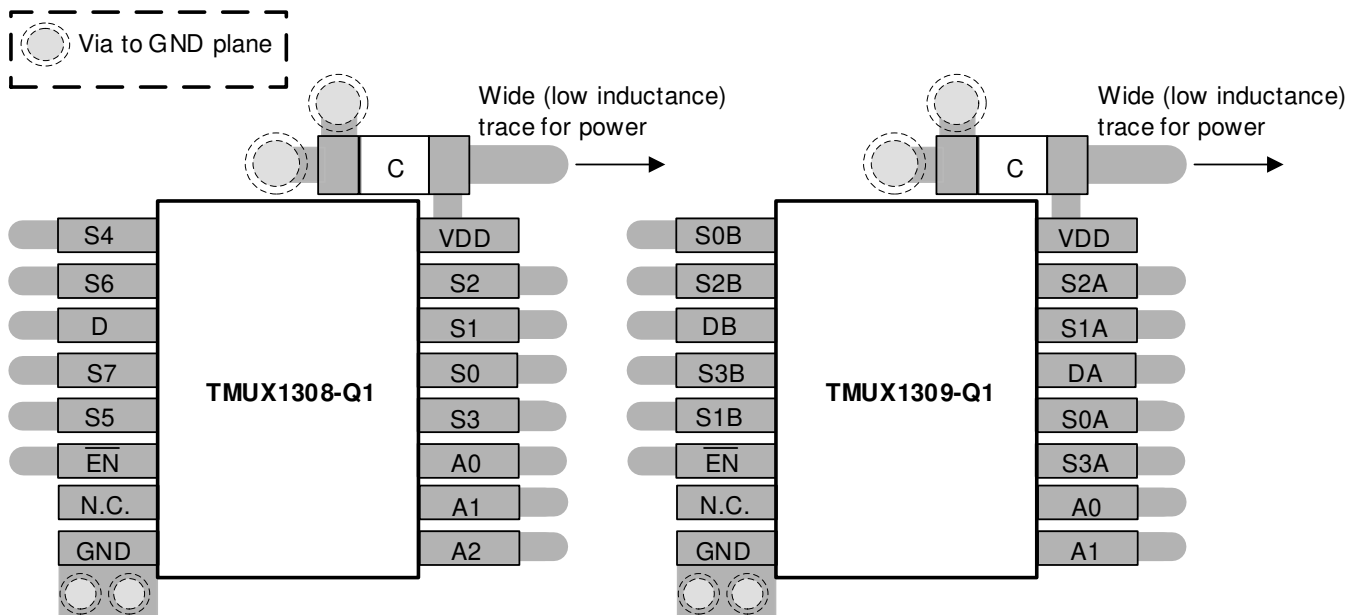 Via to GND plane
Wide (low inductance)
trace for power
C
S4
S6
D
S7
S5
EN
N.C.
GND
TMUX1308-Q1
VDD
S2
S1
S0
S3
A0
A1
A2
Wide (low inductance)
trace for power
C
S0B
S2B
DB
S3B
S1B
EN
N.C.
GND
TMUX1309-Q1
VDD
S2A
S1A
DA
S0A
S3A
A0
A1